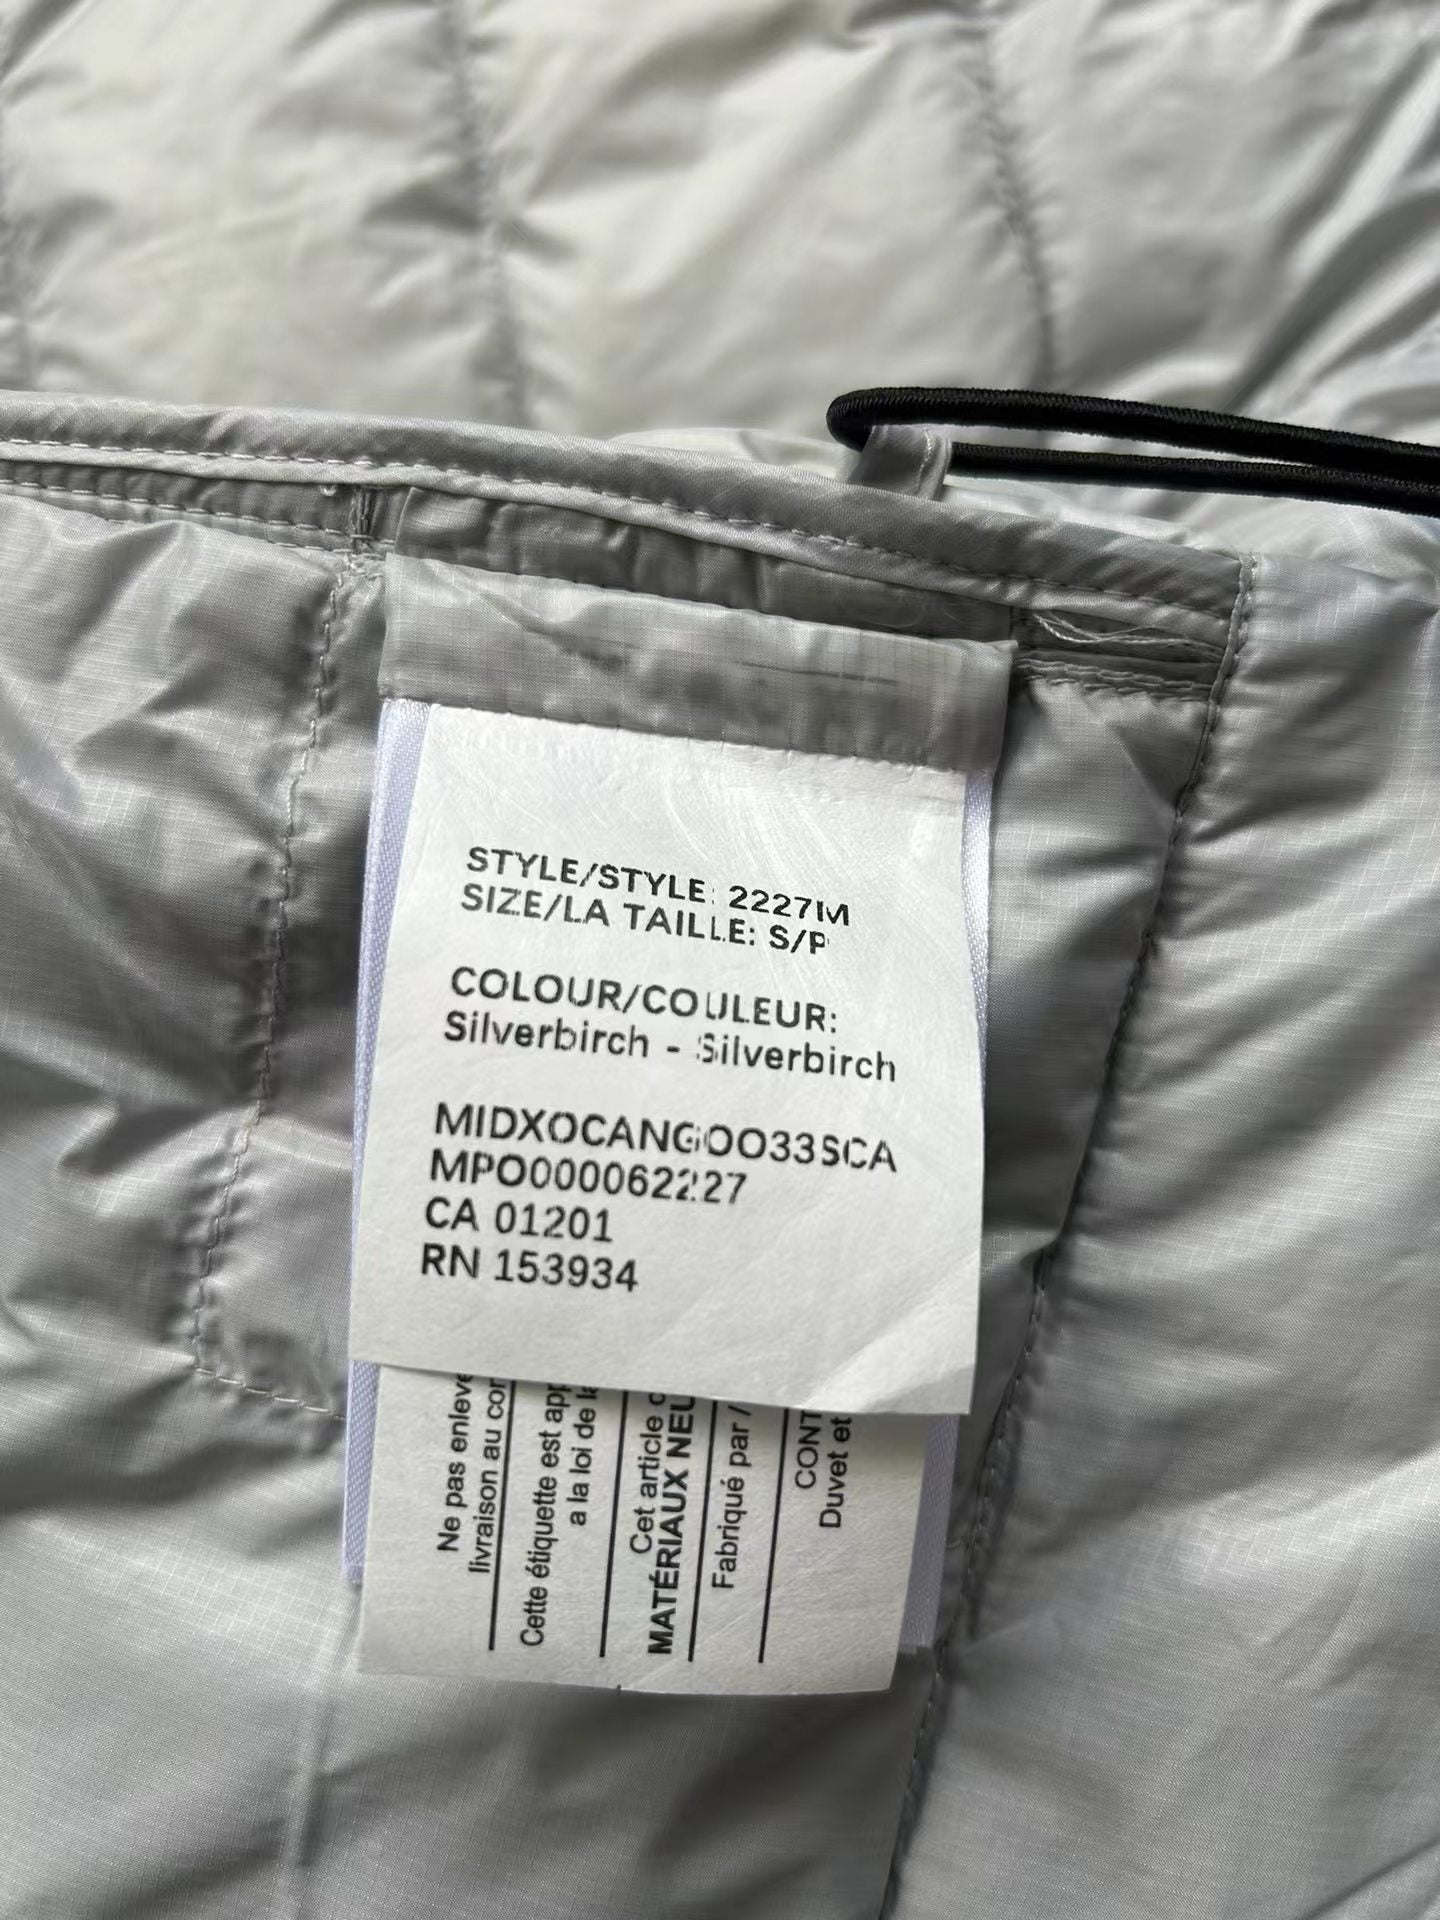 STYLE/STYLE: 2227M
SIZE/LA TAILLE: S/P
COLOUR/COULEUR:
Silverbirch - Silverbirch
MIDXOCANGOO33SCA
MPO000062227
CA 01201
RN 153934
Ne pas enleve
livraison au con
Cette étiquette est app
a la loi de la
Cet article c
MATÉRIAUX NEU
Fabriqué par /
CONT
Duvet et